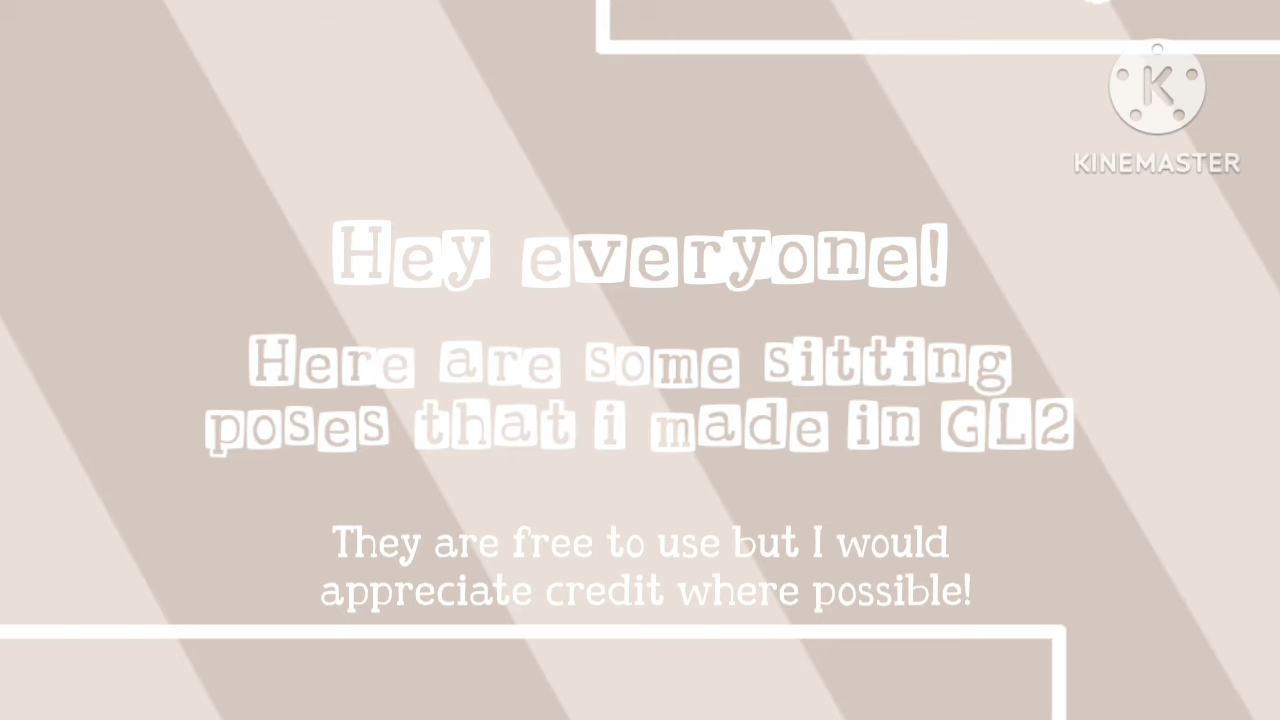 KINEMASTER
Hey everyone!
Here are some sitting
poses that i made in GL2
They are free to use but I would
appreciate credit where possible!